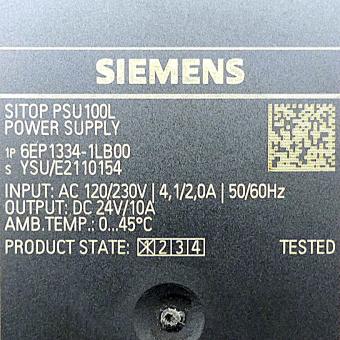 SIEMENS
SITOP PSU100L
POWER SUPPLY
1P 6EP1334-1LB00
S YSU/E2110154
INPUT: AC 120/230V | 4,1/2,0A | 50/60Hz
OUTPUT: DC 24V/10A
AMB.TEMP.: 0...45°C
PRODUCT STATE: X 2 3 4 TESTED